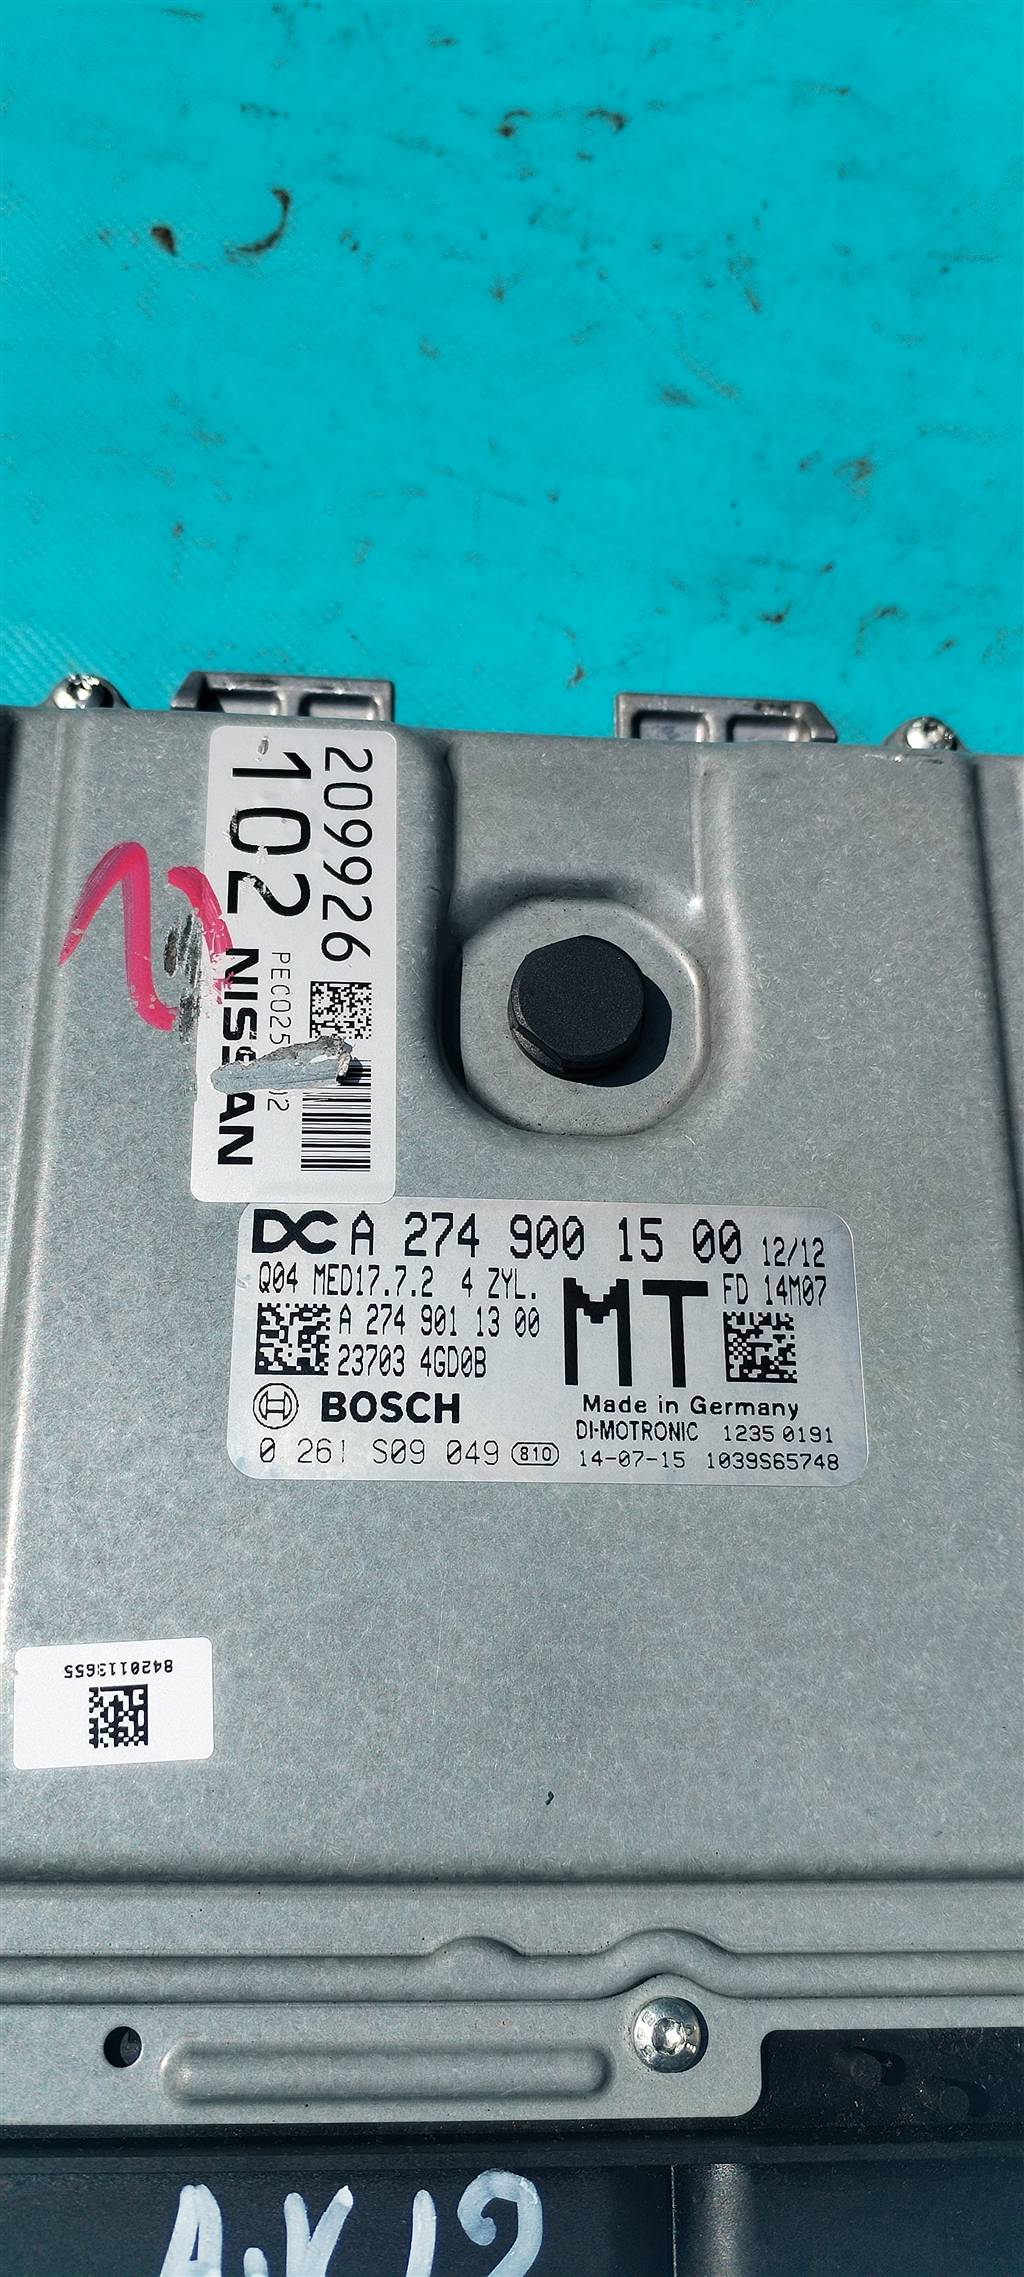 209926
102
PEC025
02
NISSAN
DC A 274 900 15 00 12/12
Q04 MED17.7.2 4 ZYL.
MT
FD 14M07
A 274 901 13 00
23703 4GD0B
BOSCH
Made in Germany
DI-MOTRONIC 1235 0191
0 261 S09 049 810 14-07-15 1039S65748
8420113655